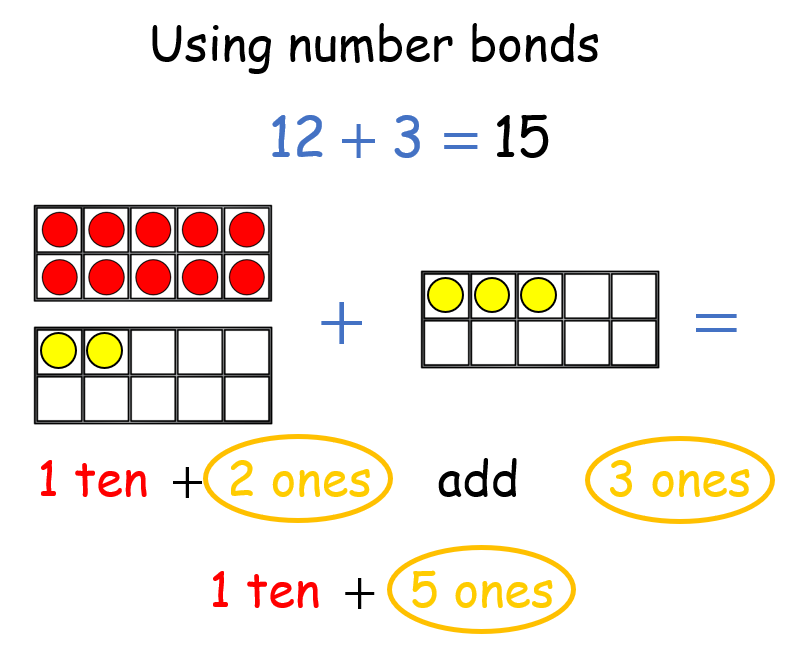 Using number bonds
12 + 3 = 15
+ =
1 ten + 2 ones add 3 ones
1 ten + 5 ones